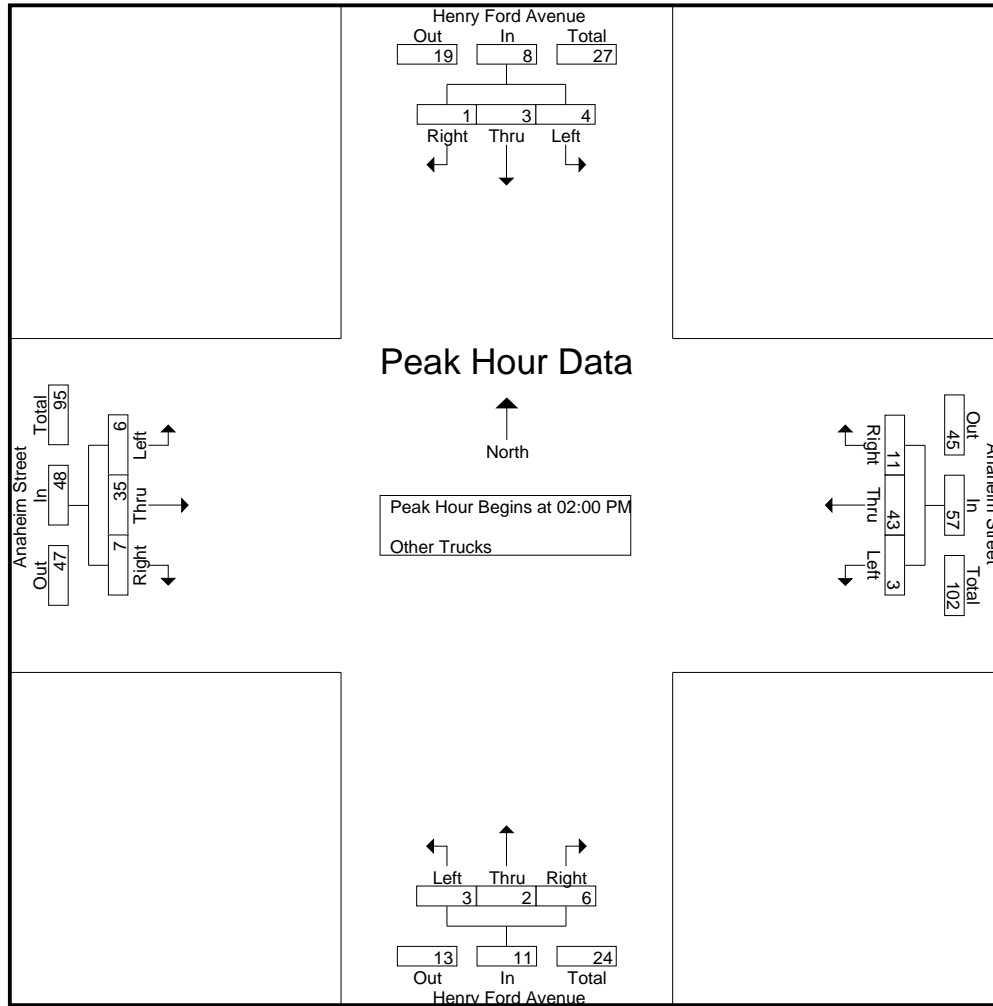 Henry Ford Avenue
Out In Total
19 8 27
1 3 4
Right Thru Left
Peak Hour Data
North
Peak Hour Begins at 02:00 PM
Other Trucks
Anaheim Street
Out In Total
47 48 95
Right Thru Left
7 35 6
Anaheim Street
Out In Total
45 57 102
Right Thru Left
11 43 3
Left Thru Right
3 2 6
13 11 24
Out In Total
Henry Ford Avenue